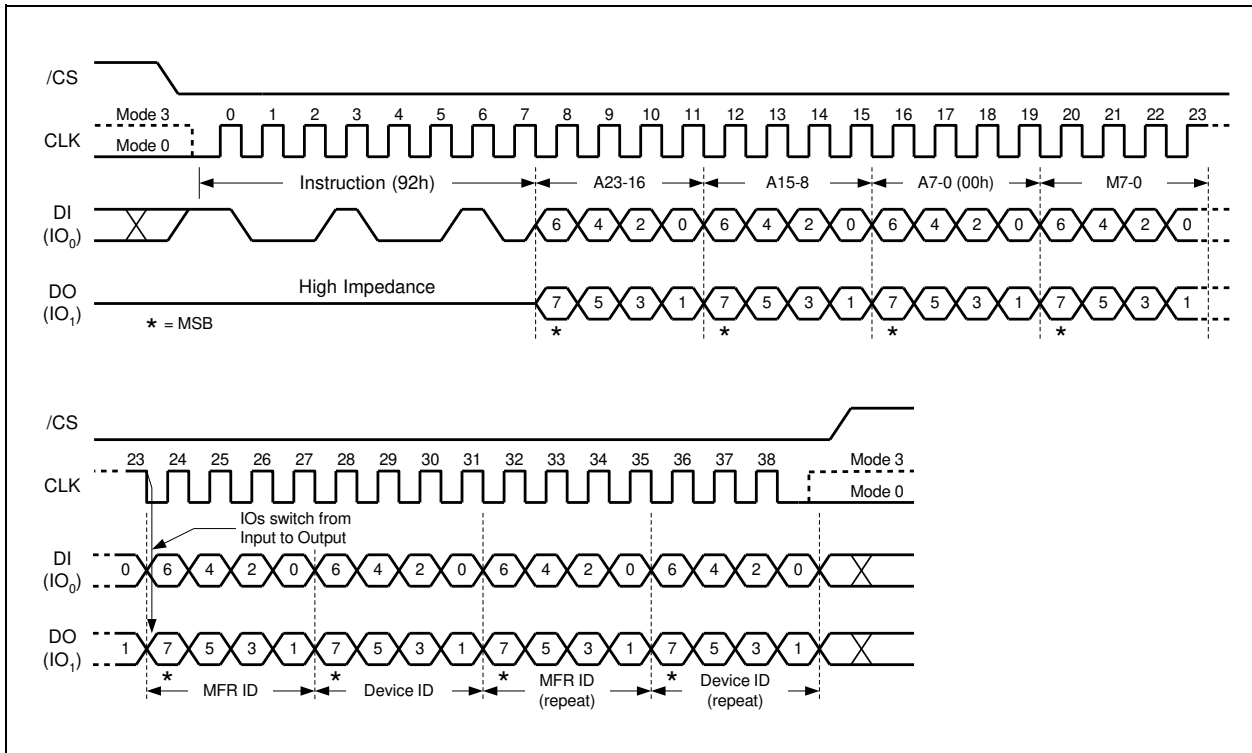 /CS
Mode 3 0 1 2 3 4 5 6 7 8 9 10 11 12 13 14 15 16 17 18 19 20 21 22 23
CLK
Mode 0
Instruction (92h) A23-16 A15-8 A7-0 (00h) M7-0
DI
(IO0)
6 4 2 0 6 4 2 0 6 4 2 0 6 4 2 0
High Impedance
DO
(IO1)
7 5 3 1 7 5 3 1 7 5 3 1 7 5 3 1
* = MSB
* * * *
/CS
23 24 25 26 27 28 29 30 31 32 33 34 35 36 37 38 Mode 3
CLK
Mode 0
IOs switch from
Input to Output
DI
(IO0)
0 6 4 2 0 6 4 2 0 6 4 2 0 6 4 2 0
DO
(IO1)
1 7 5 3 1 7 5 3 1 7 5 3 1 7 5 3 1
* * * *
MFR ID Device ID MFR ID
(repeat) Device ID
(repeat)